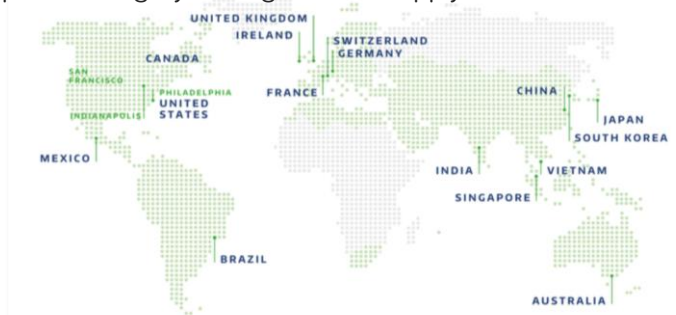 UNITED KINGDOM
IRELAND
SWITZERLAND
GERMANY
CANADA
SAN
FRANCISCO
PHILADELPHIA
UNITED
STATES
INDIANAPOLIS
FRANCE
CHINA
JAPAN
SOUTH KOREA
MEXICO
INDIA
VIETNAM
SINGAPORE
BRAZIL
AUSTRALIA